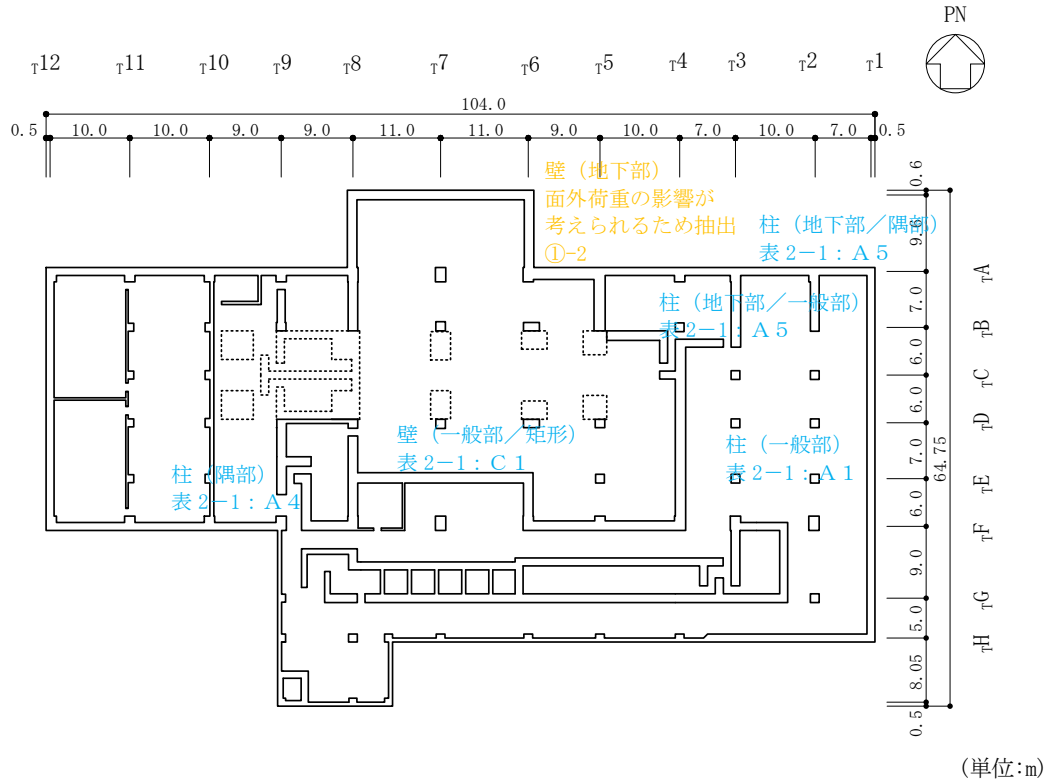 PN
T12 T11 T10 T9 T8 T7 T6 T5 T4 T3 T2 T1
104.0
0.5 10.0 10.0 9.0 9.0 11.0 11.0 9.0 10.0 7.0 10.0 7.0 0.5
壁（地下部）
面外荷重の影響が
考えられるため抽出
①-2
柱（地下部／隅部）
表 2－1：Ａ5
柱（地下部／一般部）
表 2－1：Ａ5
壁（一般部／矩形）
表 2－1：Ｃ1
柱（一般部）
表 2－1：Ａ1
柱（隅部）
表 2－1：Ａ4
0.6
9.6
7.0
6.0
6.0
7.0
6.0
9.0
5.0
8.05
0.5
64.75
TA
TB
TC
TD
TE
TF
TG
TH
(単位:m)